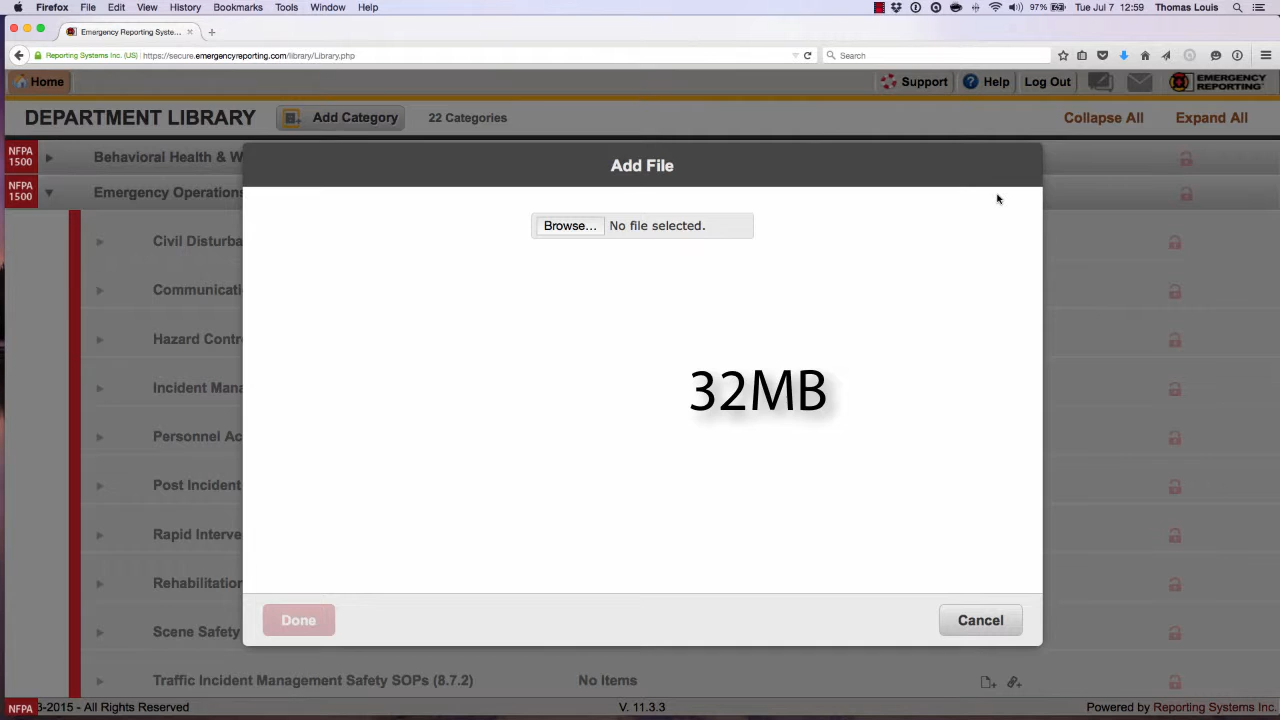 Firefox File Edit View History Bookmarks Tools Window Help 97% Tue Jul 7 12:59 Thomas Louis
Emergency Reporting Syste...
Reporting Systems Inc. (US) https://secure.emergencyreporting.com/library/Library.php Search
Home Support Help Log Out EMERGENCY REPORTING
DEPARTMENT LIBRARY Add Category 22 Categories Collapse All Expand All
NFPA 1500 Behavioral Health & W
Add File
NFPA 1500 Emergency Operations
Browse... No file selected.
Civil Disturba
Communicati
Hazard Contr
Incident Mana
32MB
Personnel Ac
Post Incident
Rapid Interve
Rehabilitation
Done Cancel
Scene Safety
Traffic Incident Management Safety SOPs (8.7.2) No Items
NFPA -2015 - All Rights Reserved V. 11.3.3 Powered by Reporting Systems Inc.